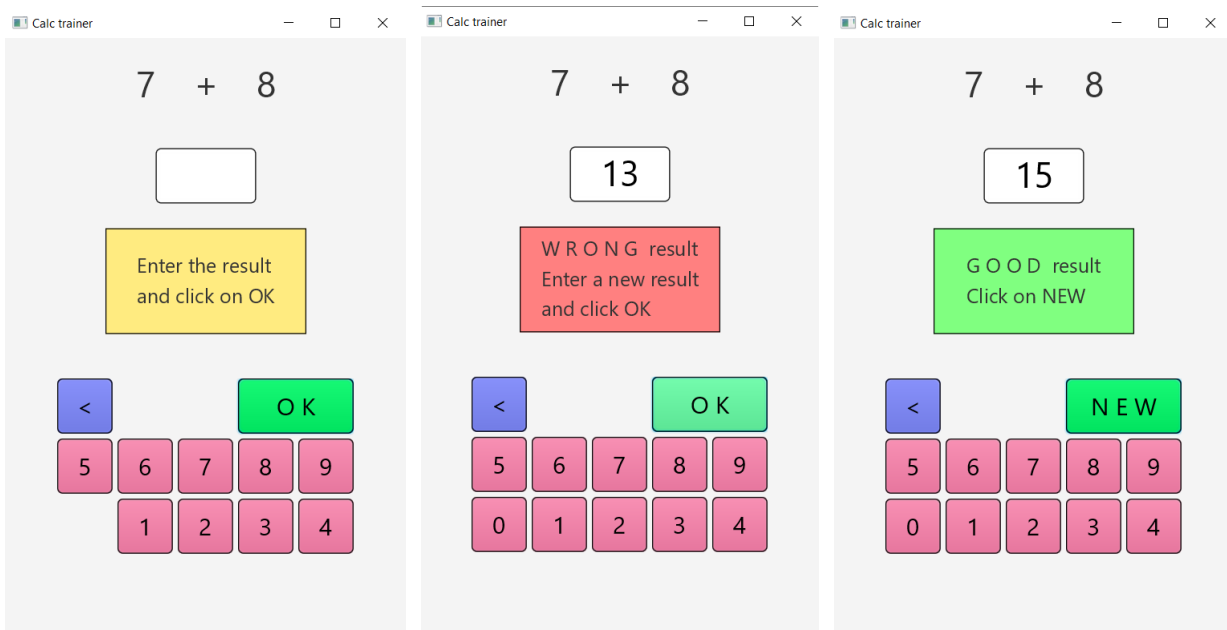 Calc trainer
7 + 8
Enter the result
and click on OK
< O K
5 6 7 8 9
1 2 3 4
Calc trainer
7 + 8
13
W R O N G result
Enter a new result
and click OK
< O K
5 6 7 8 9
0 1 2 3 4
Calc trainer
7 + 8
15
G O O D result
Click on NEW
< N E W
5 6 7 8 9
0 1 2 3 4